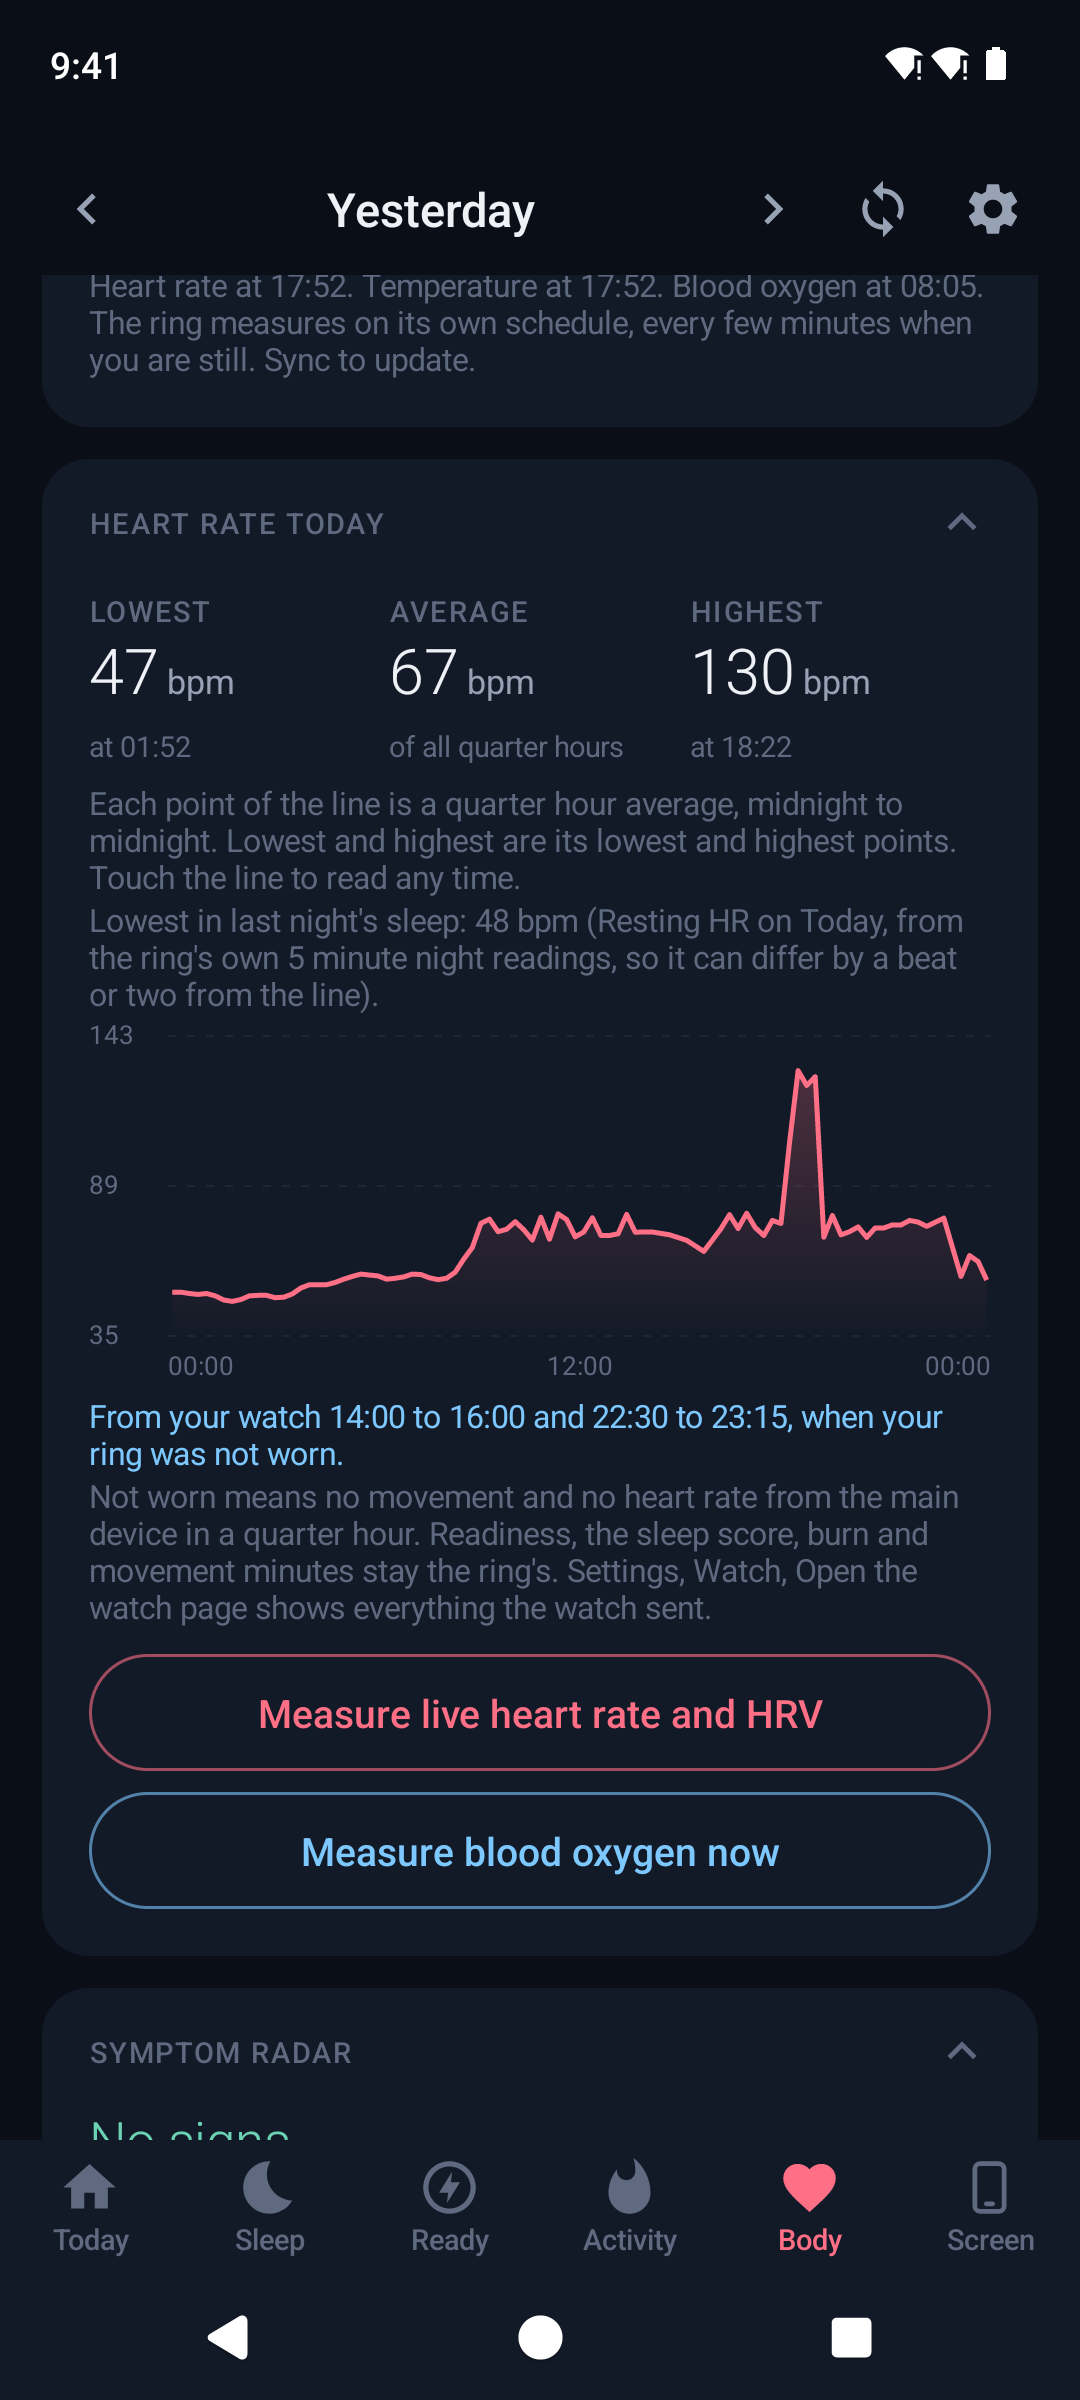 9:41
Yesterday
Heart rate at 17:52. Temperature at 17:52. Blood oxygen at 08:05.
The ring measures on its own schedule, every few minutes when
you are still. Sync to update.
HEART RATE TODAY
LOWEST AVERAGE HIGHEST
47 bpm 67 bpm 130 bpm
at 01:52 of all quarter hours at 18:22
Each point of the line is a quarter hour average, midnight to
midnight. Lowest and highest are its lowest and highest points.
Touch the line to read any time.
Lowest in last night's sleep: 48 bpm (Resting HR on Today, from
the ring's own 5 minute night readings, so it can differ by a beat
or two from the line).
143
89
35
00:00 12:00 00:00
From your watch 14:00 to 16:00 and 22:30 to 23:15, when your
ring was not worn.
Not worn means no movement and no heart rate from the main
device in a quarter hour. Readiness, the sleep score, burn and
movement minutes stay the ring's. Settings, Watch, Open the
watch page shows everything the watch sent.
Measure live heart rate and HRV
Measure blood oxygen now
SYMPTOM RADAR
No signs
Today Sleep Ready Activity Body Screen